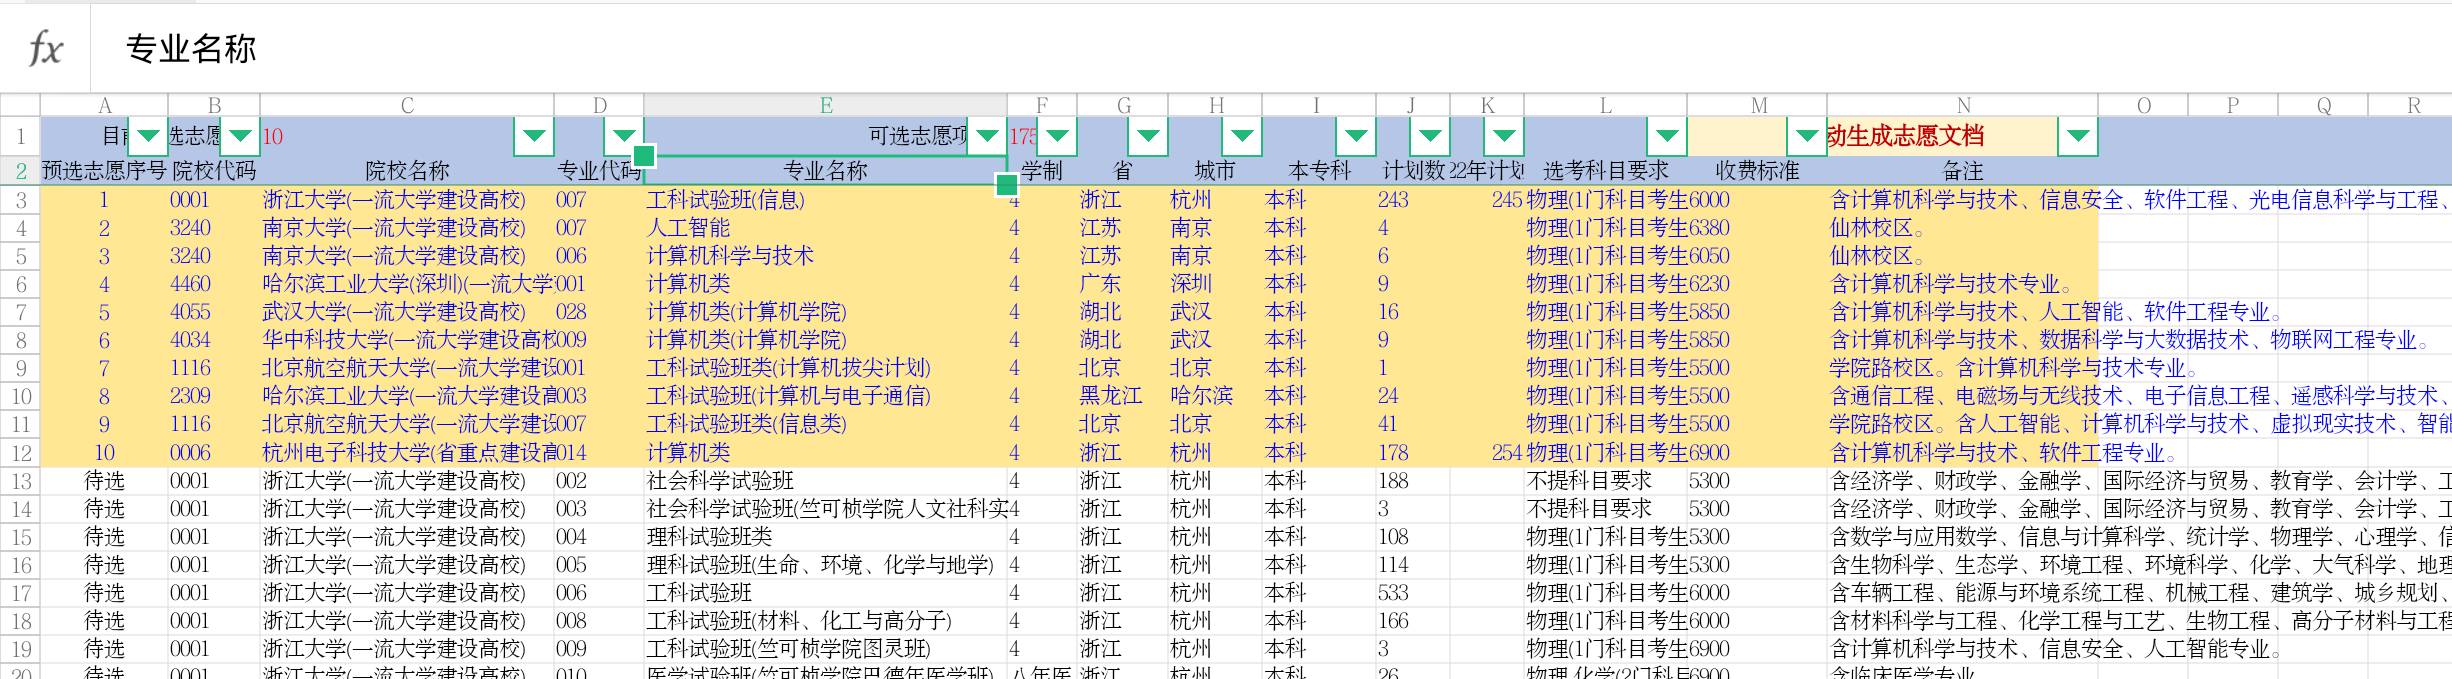 fx 专业名称
A B C D E F G H I J K L M N O P Q R
1 目前 选志愿 10 可选志愿项 175 动生成志愿文档
2 预选志愿序号 院校代码 院校名称 专业代码 专业名称 学制 省 城市 本专科 计划数 22年计划 选考科目要求 收费标准 备注
3 1 0001 浙江大学(一流大学建设高校) 007 工科试验班(信息) 4 浙江 杭州 本科 243 245 物理(1门科目考生 6000 含计算机科学与技术、信息安全、软件工程、光电信息科学与工程、
4 2 3240 南京大学(一流大学建设高校) 007 人工智能 4 江苏 南京 本科 4 物理(1门科目考生 6380 仙林校区。
5 3 3240 南京大学(一流大学建设高校) 006 计算机科学与技术 4 江苏 南京 本科 6 物理(1门科目考生 6050 仙林校区。
6 4 4460 哈尔滨工业大学(深圳)(一流大学 001 计算机类 4 广东 深圳 本科 9 物理(1门科目考生 6230 含计算机科学与技术专业。
7 5 4055 武汉大学(一流大学建设高校) 028 计算机类(计算机学院) 4 湖北 武汉 本科 16 物理(1门科目考生 5850 含计算机科学与技术、人工智能、软件工程专业。
8 6 4034 华中科技大学(一流大学建设高校 009 计算机类(计算机学院) 4 湖北 武汉 本科 9 物理(1门科目考生 5850 含计算机科学与技术、数据科学与大数据技术、物联网工程专业。
9 7 1116 北京航空航天大学(一流大学建设 001 工科试验班类(计算机拔尖计划) 4 北京 北京 本科 1 物理(1门科目考生 5500 学院路校区。含计算机科学与技术专业。
10 8 2309 哈尔滨工业大学(一流大学建设高 003 工科试验班(计算机与电子通信) 4 黑龙江 哈尔滨 本科 24 物理(1门科目考生 5500 含通信工程、电磁场与无线技术、电子信息工程、遥感科学与技术、
11 9 1116 北京航空航天大学(一流大学建设 007 工科试验班类(信息类) 4 北京 北京 本科 41 物理(1门科目考生 5500 学院路校区。含人工智能、计算机科学与技术、虚拟现实技术、智能
12 10 0006 杭州电子科技大学(省重点建设高 014 计算机类 4 浙江 杭州 本科 178 254 物理(1门科目考生 6900 含计算机科学与技术、软件工程专业。
13 待选 0001 浙江大学(一流大学建设高校) 002 社会科学试验班 4 浙江 杭州 本科 188 不提科目要求 5300 含经济学、财政学、金融学、国际经济与贸易、教育学、会计学、工
14 待选 0001 浙江大学(一流大学建设高校) 003 社会科学试验班(竺可桢学院人文社科实 4 浙江 杭州 本科 3 不提科目要求 5300 含经济学、财政学、金融学、国际经济与贸易、教育学、会计学、工
15 待选 0001 浙江大学(一流大学建设高校) 004 理科试验班类 4 浙江 杭州 本科 108 物理(1门科目考生 5300 含数学与应用数学、信息与计算科学、统计学、物理学、心理学、信
16 待选 0001 浙江大学(一流大学建设高校) 005 理科试验班(生命、环境、化学与地学) 4 浙江 杭州 本科 114 物理(1门科目考生 5300 含生物科学、生态学、环境工程、环境科学、化学、大气科学、地理
17 待选 0001 浙江大学(一流大学建设高校) 006 工科试验班 4 浙江 杭州 本科 533 物理(1门科目考生 6000 含车辆工程、能源与环境系统工程、机械工程、建筑学、城乡规划、
18 待选 0001 浙江大学(一流大学建设高校) 008 工科试验班(材料、化工与高分子) 4 浙江 杭州 本科 166 物理(1门科目考生 6000 含材料科学与工程、化学工程与工艺、生物工程、高分子材料与工程
19 待选 0001 浙江大学(一流大学建设高校) 009 工科试验班(竺可桢学院图灵班) 4 浙江 杭州 本科 3 物理(1门科目考生 6900 含计算机科学与技术、信息安全、人工智能专业。
20 待选 0001 浙江大学(一流大学建设高校) 010 医学试验班(竺可桢学院巴德年医学班) 八年医 浙江 杭州 本科 26 物理,化学(2门科目 6900 含临床医学专业